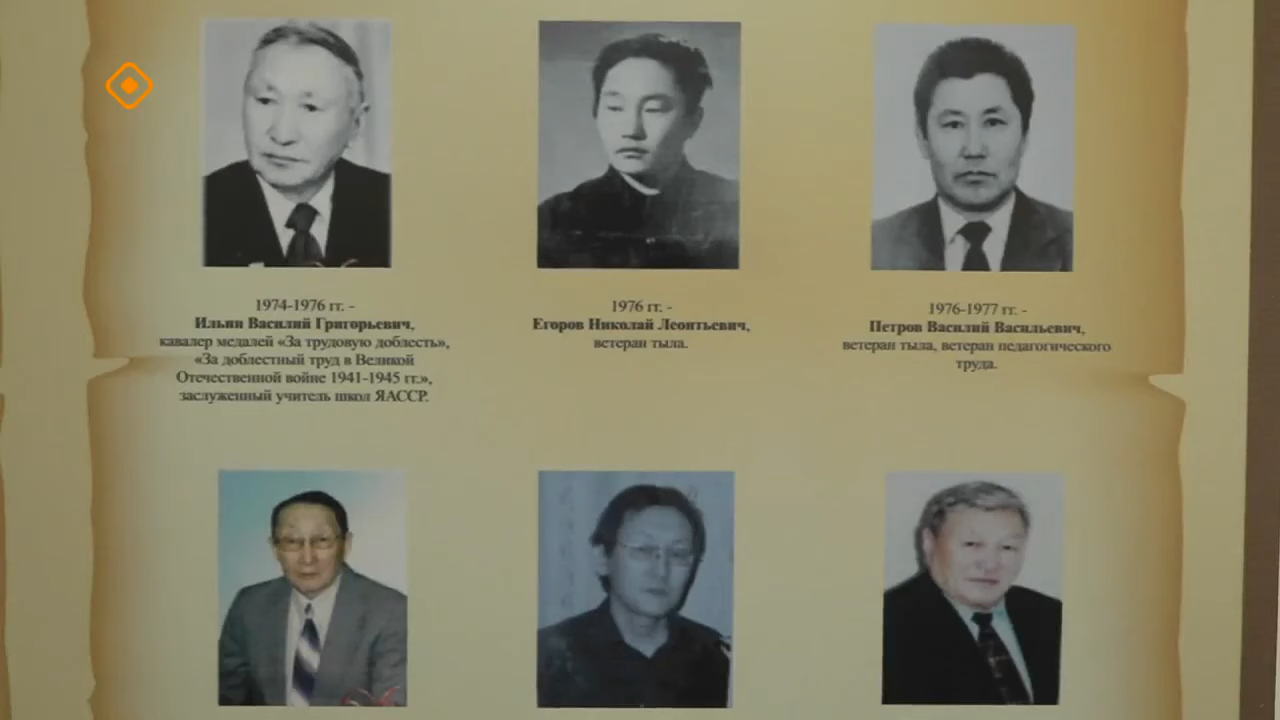 1974-1976 гг. -
Ильин Василий Григорьевич,
кавалер медалей «За трудовую доблесть»,
«За доблестный труд в Великой
Отечественной войне 1941-1945 гг.»,
заслуженный учитель школ ЯАССР.
1976 гг. -
Егоров Николай Леонтьевич,
ветеран тыла.
1976-1977 гг. -
Петров Василий Васильевич,
ветеран тыла, ветеран педагогического
труда.